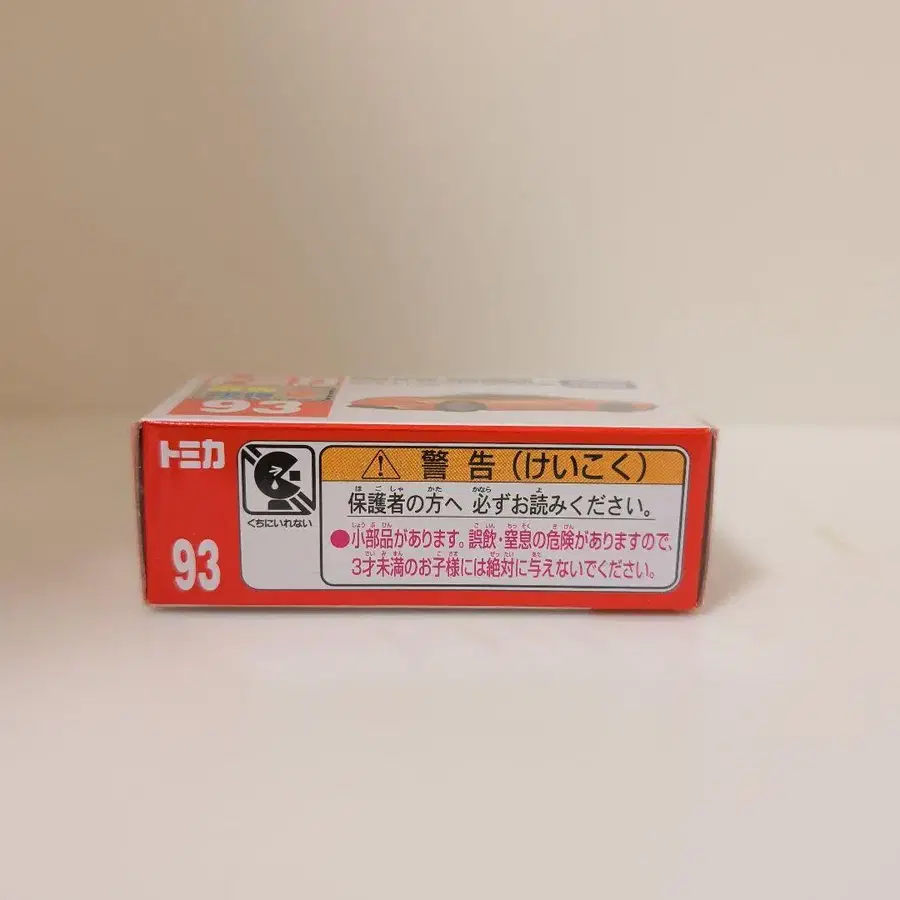 93
トミカ
93
くちにいれない
警告(けいこく)
保護者の方へ 必ずお読みください。
●小部品があります。誤飲・窒息の危険がありますので、
3才未満のお子様には絶対に与えないでください。